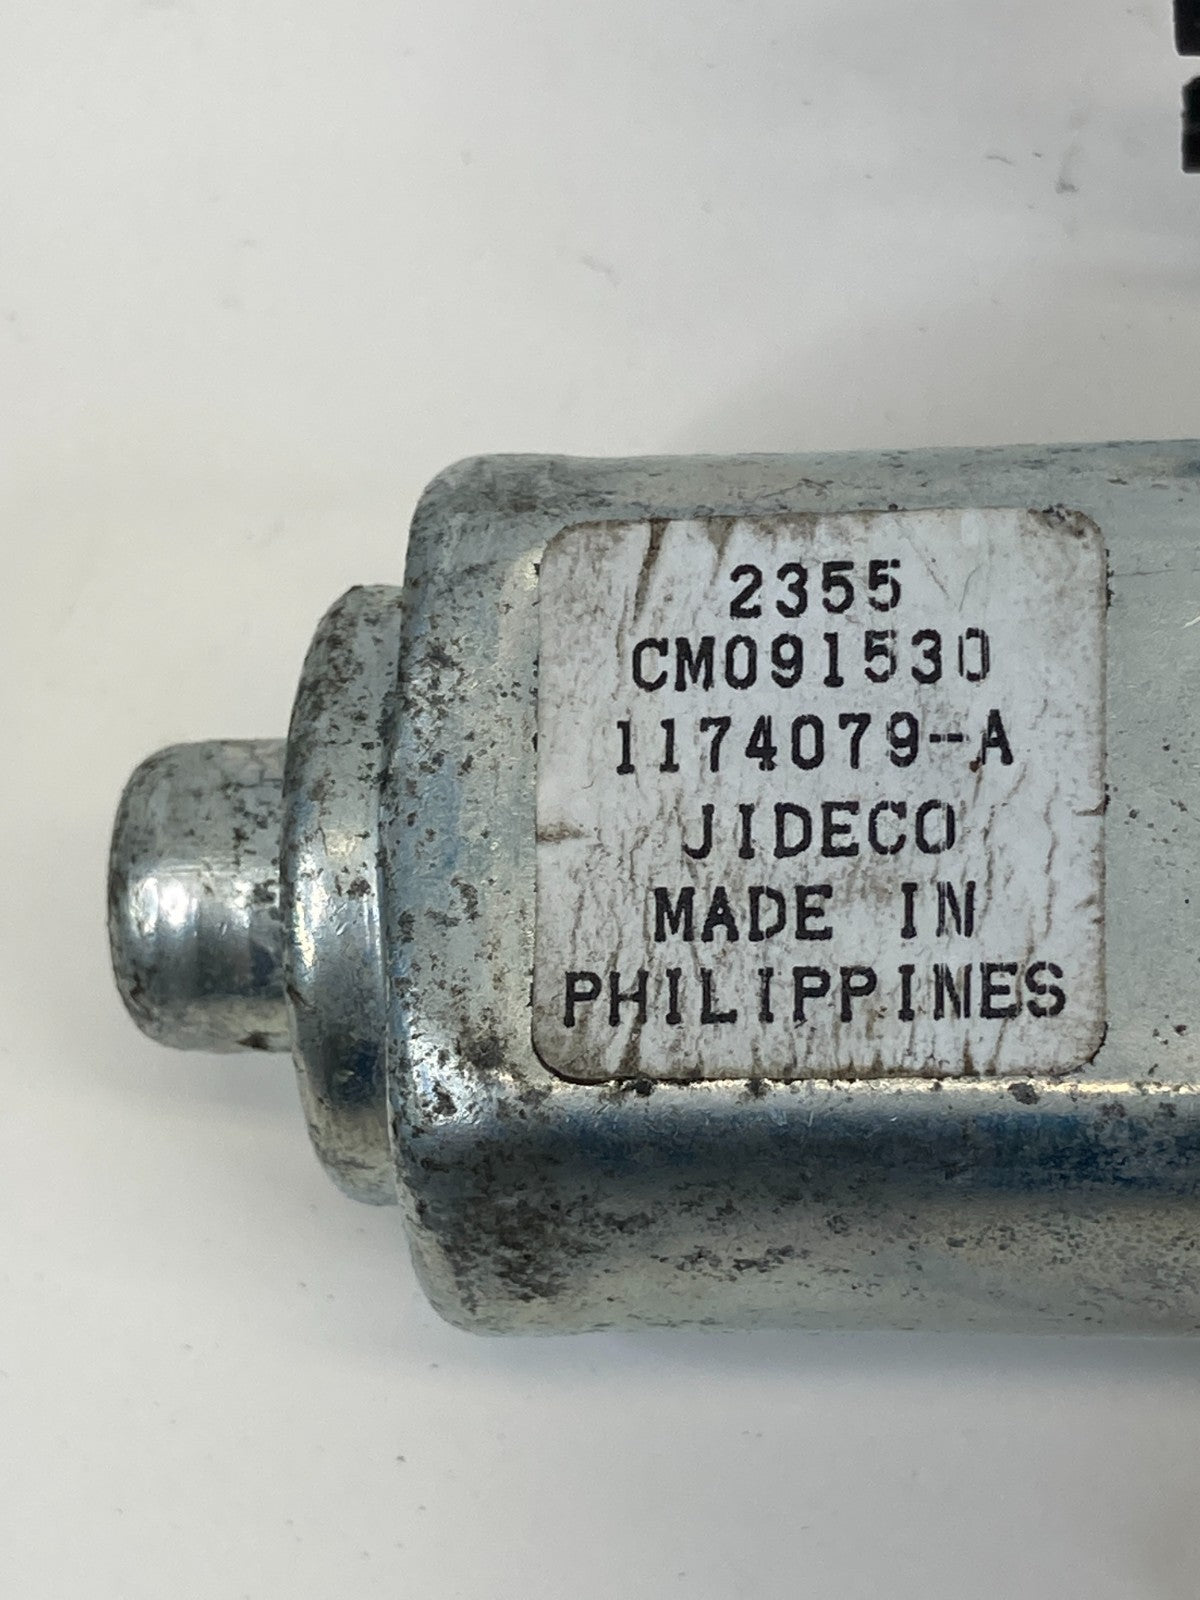 2355
CM091530
1174079-A
JIDECO
MADE IN
PHILIPPINES